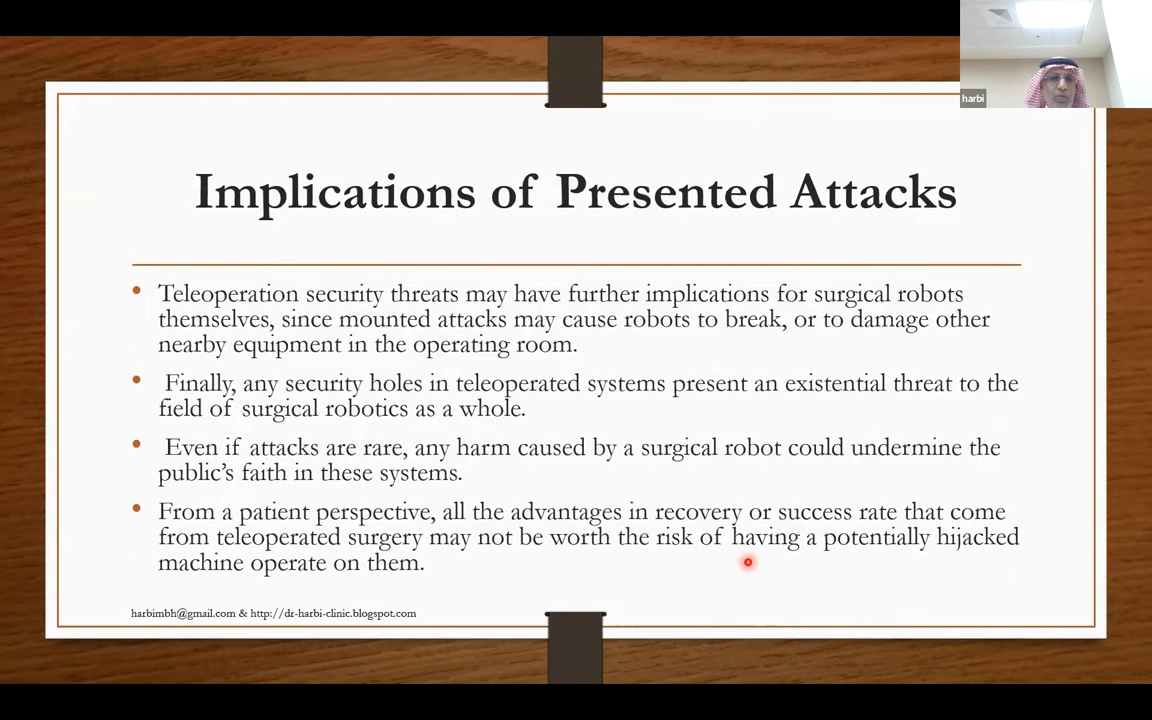 harbi
Implications of Presented Attacks
• Teleoperation security threats may have further implications for surgical robots
themselves, since mounted attacks may cause robots to break, or to damage other
nearby equipment in the operating room.
• Finally, any security holes in teleoperated systems present an existential threat to the
field of surgical robotics as a whole.
• Even if attacks are rare, any harm caused by a surgical robot could undermine the
public's faith in these systems.
• From a patient perspective, all the advantages in recovery or success rate that come
from teleoperated surgery may not be worth the risk of having a potentially hijacked
machine operate on them.
harbimbh@gmail.com & http://dr-harbi-clinic.blogspot.com